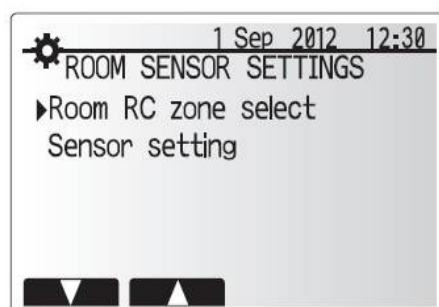 1 Sep 2012 12:30
ROOM SENSOR SETTINGS
Room RC zone select
Sensor setting